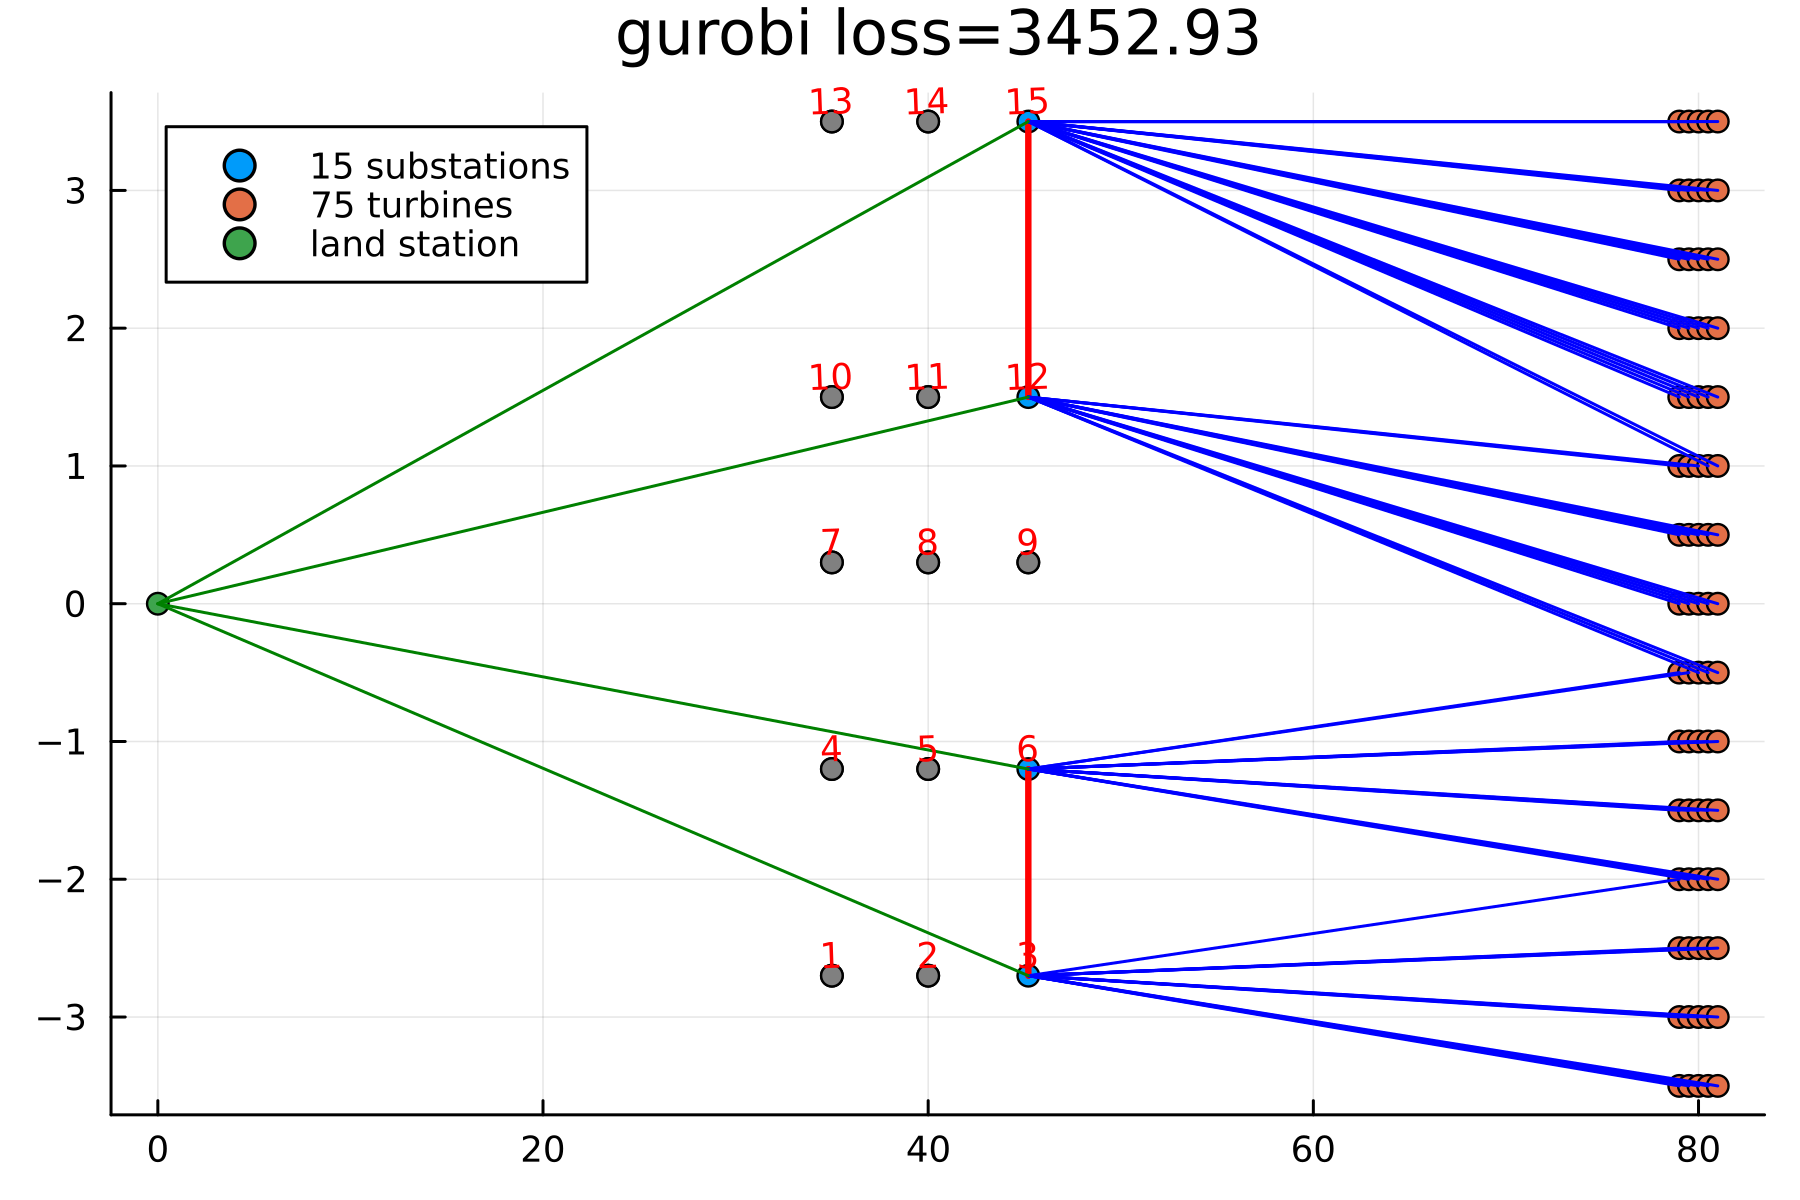 gurobi loss=3452.93
13 14 15
15 substations
75 turbines
land station
3
2
10 11 12
1
7 8 9
0
−1
4 5 6
−2
1 2 3
−3
0 20 40 60 80